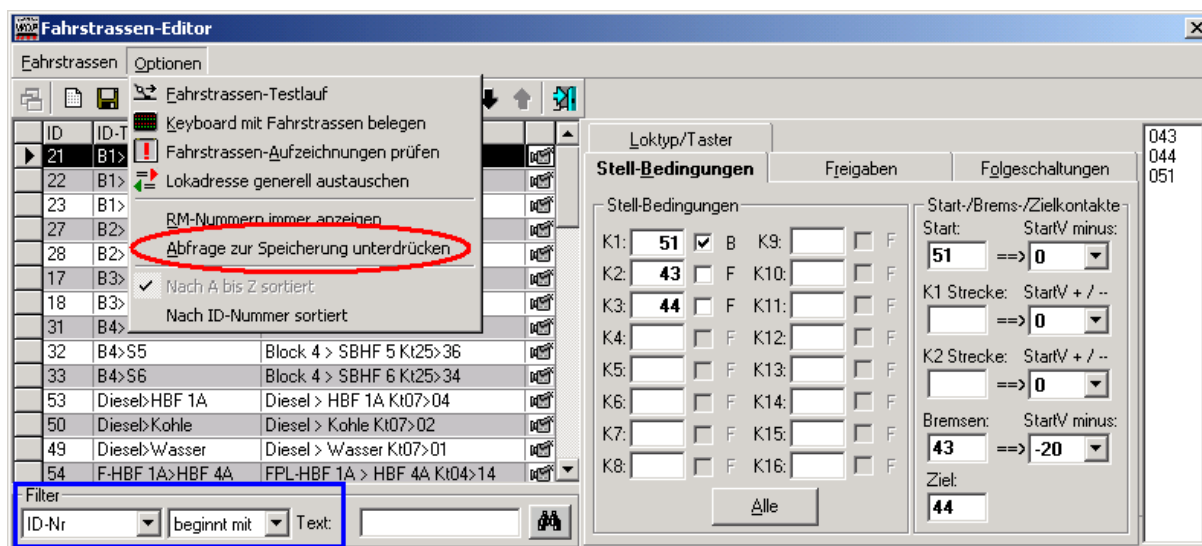 WDP Fahrstrassen-Editor
Fahrstrassen Optionen
Fahrstrassen-Testlauf
Keyboard mit Fahrstrassen belegen
Fahrstrassen-Aufzeichnungen prüfen
Lokadresse generell austauschen
RM-Nummern immer anzeigen
Abfrage zur Speicherung unterdrücken
Nach A bis Z sortiert
Nach ID-Nummer sortiert
ID ID-T
21 B1>
22 B1>
23 B1>
27 B2>
28 B2>
17 B3>
18 B3>
31 B4>
32 B4>S5 Block 4 > SBHF 5 Kt25>36
33 B4>S6 Block 4 > SBHF 6 Kt25>34
53 Diesel>HBF 1A Diesel > HBF 1A Kt07>04
50 Diesel>Kohle Diesel > Kohle Kt07>02
49 Diesel>Wasser Diesel > Wasser Kt07>01
54 F-HBF 1A>HBF 4A FPL-HBF 1A > HBF 4A Kt04>14
Filter
ID-Nr beginnt mit Text:
Loktyp/Taster
Stell-Bedingungen Freigaben Folgeschaltungen
Stell-Bedingungen
K1: 51 B K9: F
K2: 43 F K10: F
K3: 44 F K11: F
K4: F K12: F
K5: F K13: F
K6: F K14: F
K7: F K15: F
K8: F K16: F
Alle
Start-/Brems-/Zielkontakte
Start: StartV minus:
51 ==> 0
K1 Strecke: StartV + / --
==> 0
K2 Strecke: StartV + / --
==> 0
Bremsen: StartV minus:
43 ==> -20
Ziel:
44
043
044
051